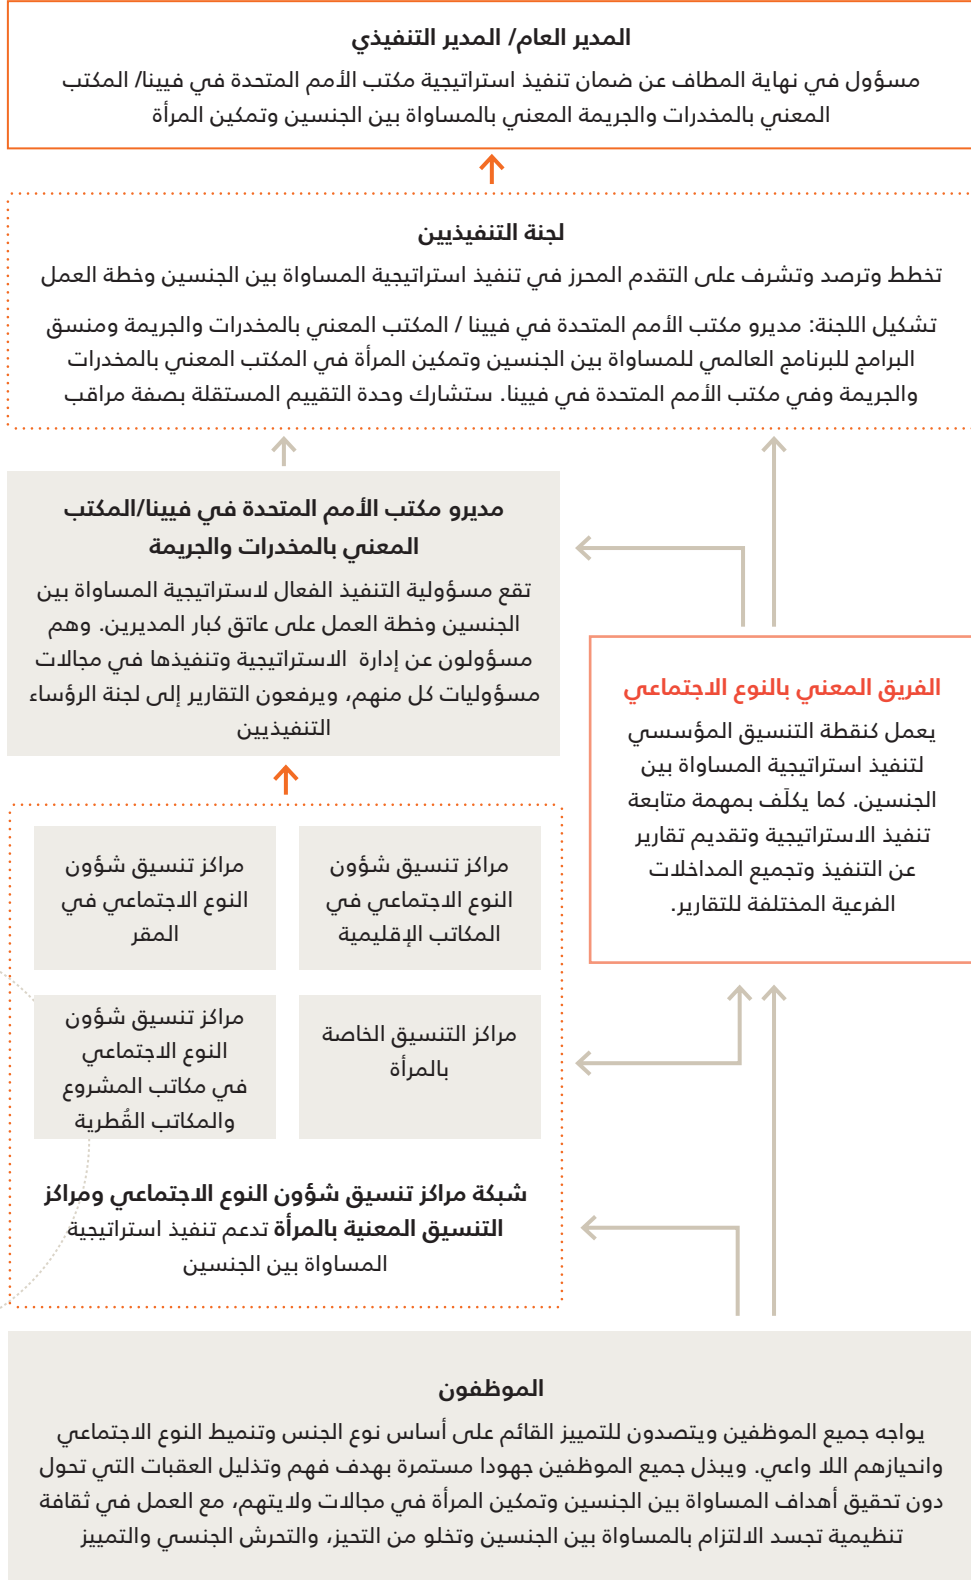 المدير العام/ المدير التنفيذي
مسؤول في نهاية المطاف عن ضمان تنفيذ استراتيجية مكتب الأمم المتحدة في فيينا/ المكتب
المعني بالمخدرات والجريمة المعني بالمساواة بين الجنسين وتمكين المرأة
لجنة التنفيذيين
تخطط وترصد وتشرف على التقدم المحرز في تنفيذ استراتيجية المساواة بين الجنسين وخطة العمل
تشكيل اللجنة: مديرو مكتب الأمم المتحدة في فيينا / المكتب المعني بالمخدرات والجريمة ومنسق
البرامج للبرنامج العالمي للمساواة بين الجنسين وتمكين المرأة في المكتب المعني بالمخدرات
والجريمة وفي مكتب الأمم المتحدة في فيينا. ستشارك وحدة التقييم المستقلة بصفة مراقب
مديرو مكتب الأمم المتحدة في فيينا/المكتب
المعني بالمخدرات والجريمة
تقع مسؤولية التنفيذ الفعال لاستراتيجية المساواة بين
الجنسين وخطة العمل على عاتق كبار المديرين. وهم
مسؤولون عن إدارة الاستراتيجية وتنفيذها في مجالات
مسؤوليات كل منهم، ويرفعون التقارير إلى لجنة الرؤساء
التنفيذيين
الفريق المعني بالنوع الاجتماعي
يعمل كنقطة التنسيق المؤسسي
لتنفيذ استراتيجية المساواة بين
الجنسين. كما يكلّف بمهمة متابعة
تنفيذ الاستراتيجية وتقديم تقارير
عن التنفيذ وتجميع المداخلات
الفرعية المختلفة للتقارير.
مراكز تنسيق شؤون
النوع الاجتماعي في
المكاتب الإقليمية
مراكز تنسيق شؤون
النوع الاجتماعي في
المقر
مراكز التنسيق الخاصة
بالمرأة
مراكز تنسيق شؤون
النوع الاجتماعي
في مكاتب المشروع
والمكاتب القُطرية
شبكة مراكز تنسيق شؤون النوع الاجتماعي ومراكز
التنسيق المعنية بالمرأة تدعم تنفيذ استراتيجية
المساواة بين الجنسين
الموظفون
يواجه جميع الموظفين ويتصدون للتمييز القائم على أساس نوع الجنس وتنميط النوع الاجتماعي
وانحيازهم اللا واعي. ويبذل جميع الموظفين جهودا مستمرة بهدف فهم وتذليل العقبات التي تحول
دون تحقيق أهداف المساواة بين الجنسين وتمكين المرأة في مجالات ولايتهم، مع العمل في ثقافة
تنظيمية تجسد الالتزام بالمساواة بين الجنسين وتخلو من التحيز، والتحرش الجنسي والتمييز